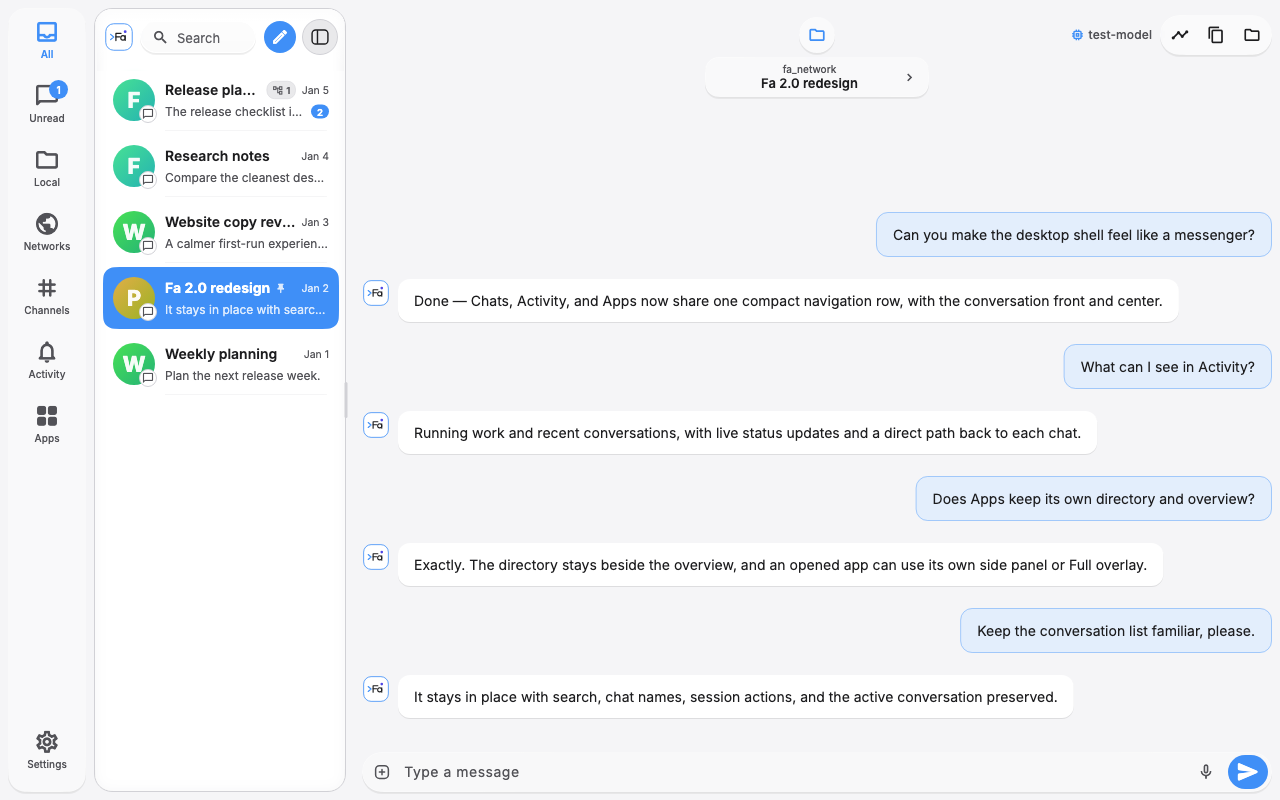 All
1
Unread
Local
Networks
Channels
Activity
Apps
Settings
>Fa
Search
F
Release pla...
1
Jan 5
The release checklist i...
2
F
Research notes
Jan 4
Compare the cleanest des...
W
Website copy rev...
Jan 3
A calmer first-run experien...
P
Fa 2.0 redesign
Jan 2
It stays in place with searc...
W
Weekly planning
Jan 1
Plan the next release week.
fa_network
Fa 2.0 redesign
test-model
Can you make the desktop shell feel like a messenger?
>Fa
Done — Chats, Activity, and Apps now share one compact navigation row, with the conversation front and center.
What can I see in Activity?
>Fa
Running work and recent conversations, with live status updates and a direct path back to each chat.
Does Apps keep its own directory and overview?
>Fa
Exactly. The directory stays beside the overview, and an opened app can use its own side panel or Full overlay.
Keep the conversation list familiar, please.
>Fa
It stays in place with search, chat names, session actions, and the active conversation preserved.
Type a message